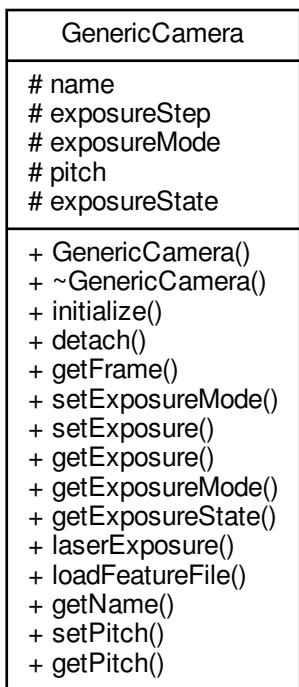 GenericCamera
# name
# exposureStep
# exposureMode
# pitch
# exposureState
+ GenericCamera()
+ ~GenericCamera()
+ initialize()
+ detach()
+ getFrame()
+ setExposureMode()
+ setExposure()
+ getExposure()
+ getExposureMode()
+ getExposureState()
+ laserExposure()
+ loadFeatureFile()
+ getName()
+ setPitch()
+ getPitch()